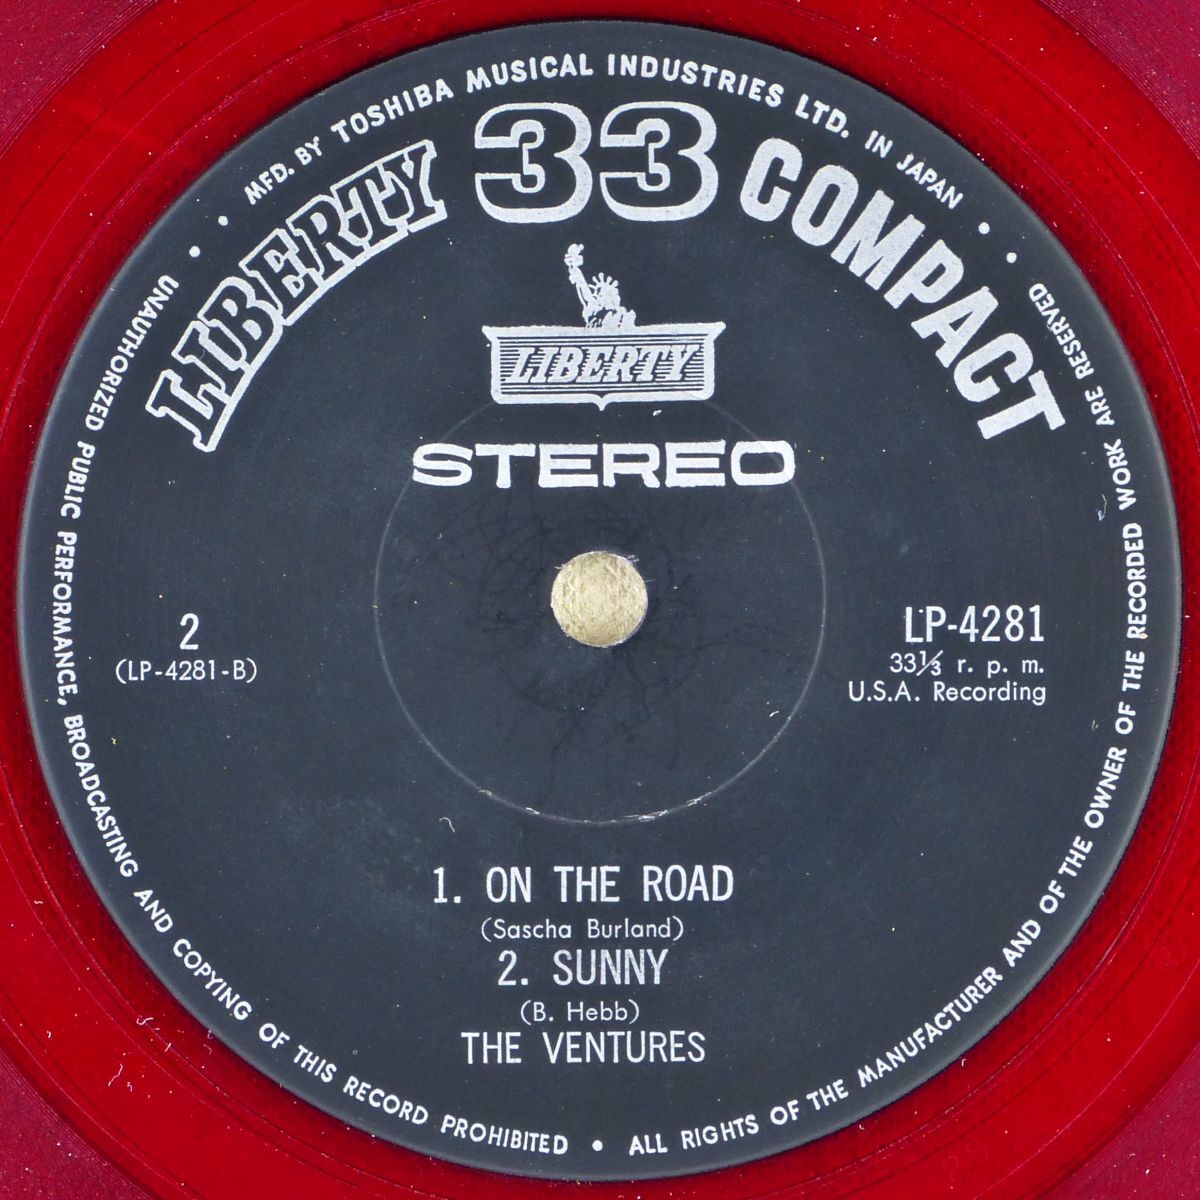 MFD. BY TOSHIBA MUSICAL INDUSTRIES LTD. IN JAPAN
LIBERTY 33 COMPACT
LIBERTY
STEREO
2
(LP-4281-B)
LP-4281
33⅓ r. p. m.
U.S.A. Recording
1. ON THE ROAD
(Sascha Burland)
2. SUNNY
(B. Hebb)
THE VENTURES
UNAUTHORIZED PUBLIC PERFORMANCE, BROADCASTING AND COPYING OF THIS RECORD PROHIBITED • ALL RIGHTS OF THE MANUFACTURER AND OF THE OWNER OF THE RECORDED WORK ARE RESERVED